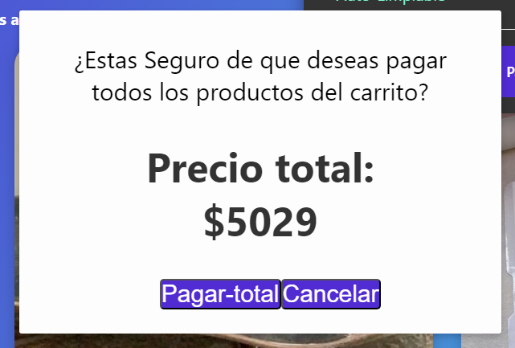 s a
¿Estas Seguro de que deseas pagar
todos los productos del carrito?
Precio total:
$5029
Pagar-total Cancelar
P